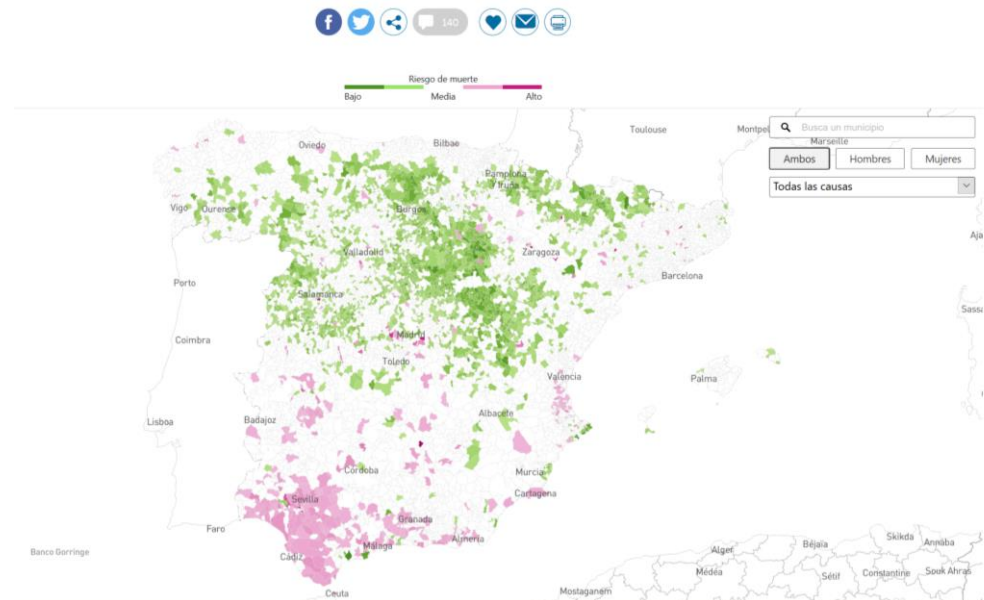 140
Riesgo de muerte
Bajo Media Alto
Busca un municipio
Ambos Hombres Mujeres
Todas las causas
Toulouse
Marseille
Oviedo
Bilbao
Pamplona
Vigo
Ourense
Burgos
Valladolid
Zaragoza
Barcelona
Porto
Salamanca
Coimbra
Madrid
Toledo
Valencia
Palma
Lisboa
Badajoz
Albacete
Córdoba
Murcia
Cartagena
Sevilla
Faro
Granada
Almería
Málaga
Cádiz
Banco Gorringe
Ceuta
Alger
Béjaïa
Skikda
Annaba
Médéa
Sétif
Constantine
Souk Ahras
Mostaganem